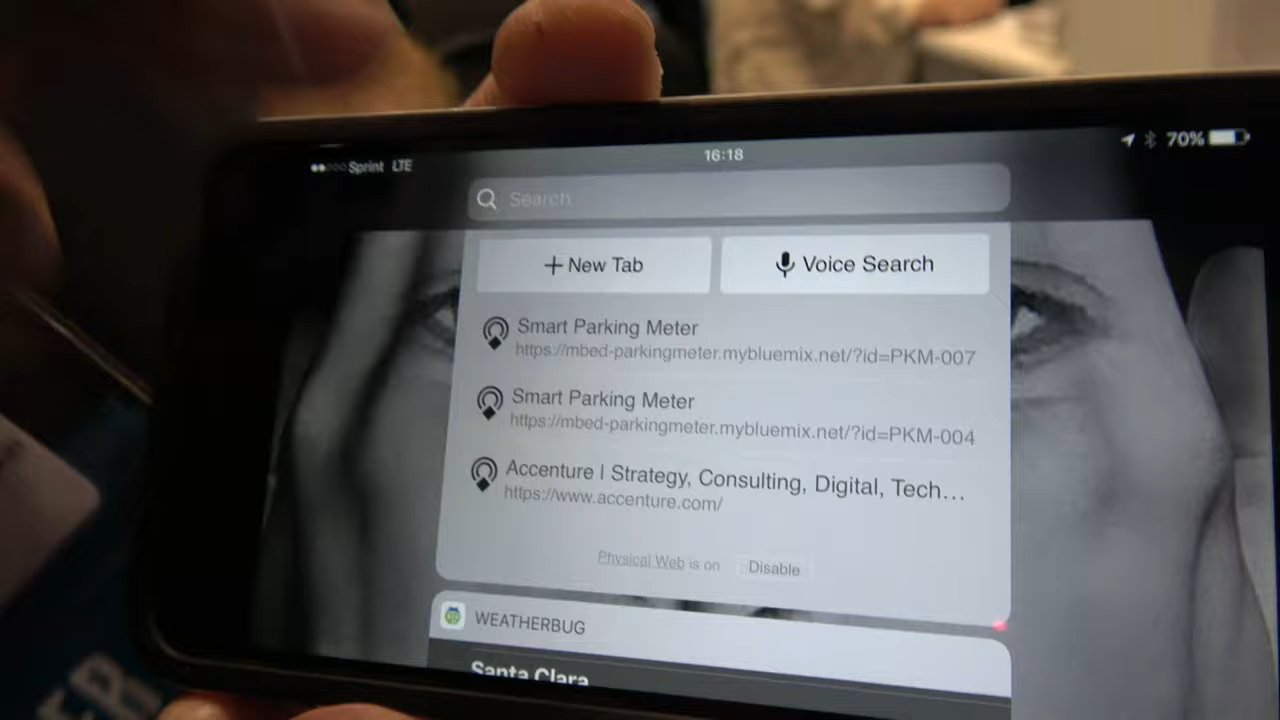 Sprint LTE
16:18
70%
Search
+ New Tab
Voice Search
Smart Parking Meter
https://mbed-parkingmeter.mybluemix.net/?id=PKM-007
Smart Parking Meter
https://mbed-parkingmeter.mybluemix.net/?id=PKM-004
Accenture | Strategy, Consulting, Digital, Tech...
https://www.accenture.com/
Physical Web is on Disable
WEATHERBUG
Santa Clara